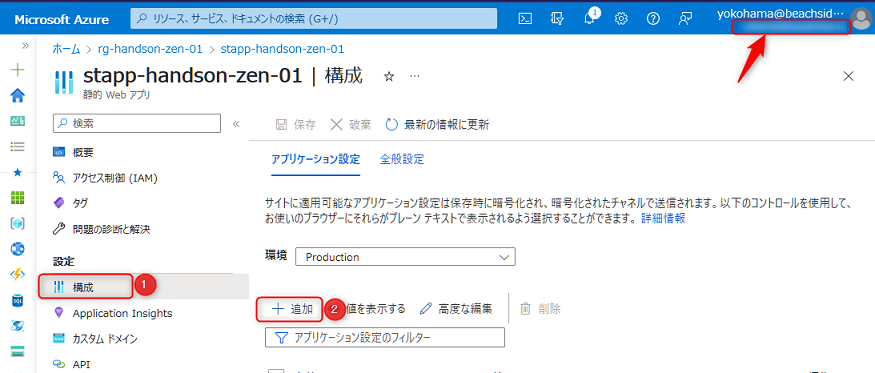 Microsoft Azure
リソース、サービス、ドキュメントの検索 (G+/)
1
yokohama@beachsid…
ホーム > rg-handson-zen-01 > stapp-handson-zen-01
stapp-handson-zen-01 | 構成
静的 Web アプリ
検索
保存 破棄 最新の情報に更新
概要
アクセス制御 (IAM)
タグ
問題の診断と解決
設定
構成 1
Application Insights
カスタム ドメイン
API
アプリケーション設定 全般設定
サイトに適用可能なアプリケーション設定は保存時に暗号化され、暗号化されたチャネルで送信されます。以下のコントロールを使用して、
お使いのブラウザーにそれらがプレーン テキストで表示されるよう選択することができます。 詳細情報
環境 Production
追加 2 値を表示する 高度な編集 削除
アプリケーション設定のフィルター